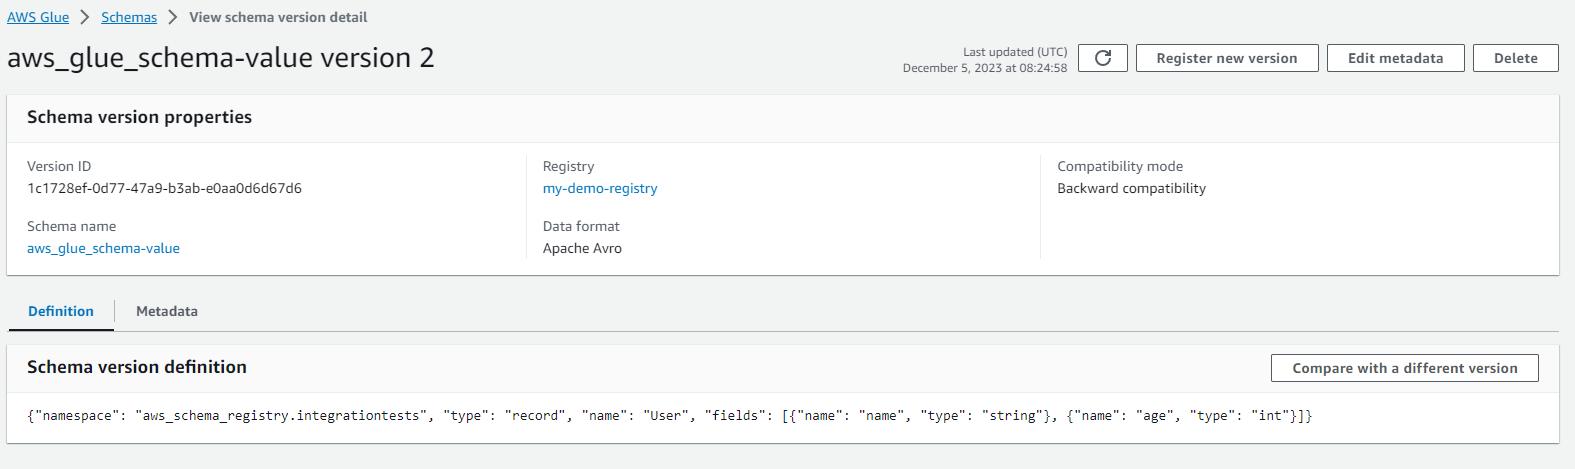 AWS Glue > Schemas > View schema version detail
aws_glue_schema-value version 2
Last updated (UTC)
December 5, 2023 at 08:24:58
Register new version
Edit metadata
Delete
Schema version properties
Version ID
1c1728ef-0d77-47a9-b3ab-e0aa0d6d67d6
Schema name
aws_glue_schema-value
Registry
my-demo-registry
Data format
Apache Avro
Compatibility mode
Backward compatibility
Definition
Metadata
Schema version definition
Compare with a different version
{"namespace": "aws_schema_registry.integrationtests", "type": "record", "name": "User", "fields": [{"name": "name", "type": "string"}, {"name": "age", "type": "int"}]}